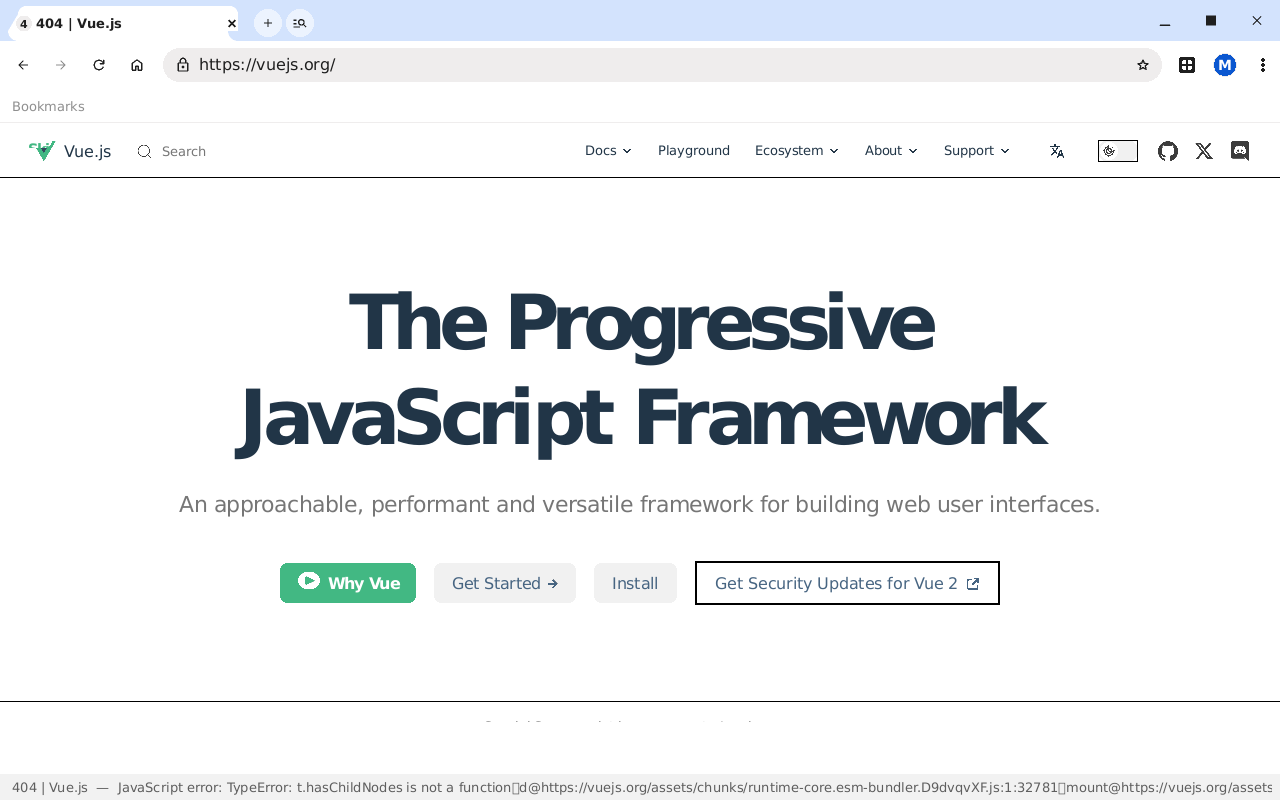 4 404 | Vue.js
https://vuejs.org/
M
Bookmarks
Vue.js
Search
Docs
Playground
Ecosystem
About
Support
The Progressive
JavaScript Framework
An approachable, performant and versatile framework for building web user interfaces.
Why Vue
Get Started
Install
Get Security Updates for Vue 2
404 | Vue.js — JavaScript error: TypeError: t.hasChildNodes is not a function▯d@https://vuejs.org/assets/chunks/runtime-core.esm-bundler.D9dvqvXF.js:1:32781▯mount@https://vuejs.org/assets